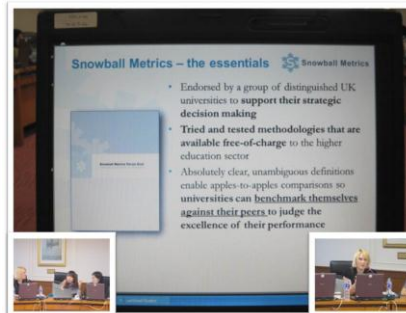 Snowball Metrics – the essentials
Snowball Metrics
• Endorsed by a group of distinguished UK
universities to support their strategic
decision making
• Tried and tested methodologies that are
available free-of-charge to the higher
education sector
• Absolutely clear, unambiguous definitions
enable apples-to-apples comparisons so
universities can benchmark themselves
against their peers to judge the
excellence of their performance